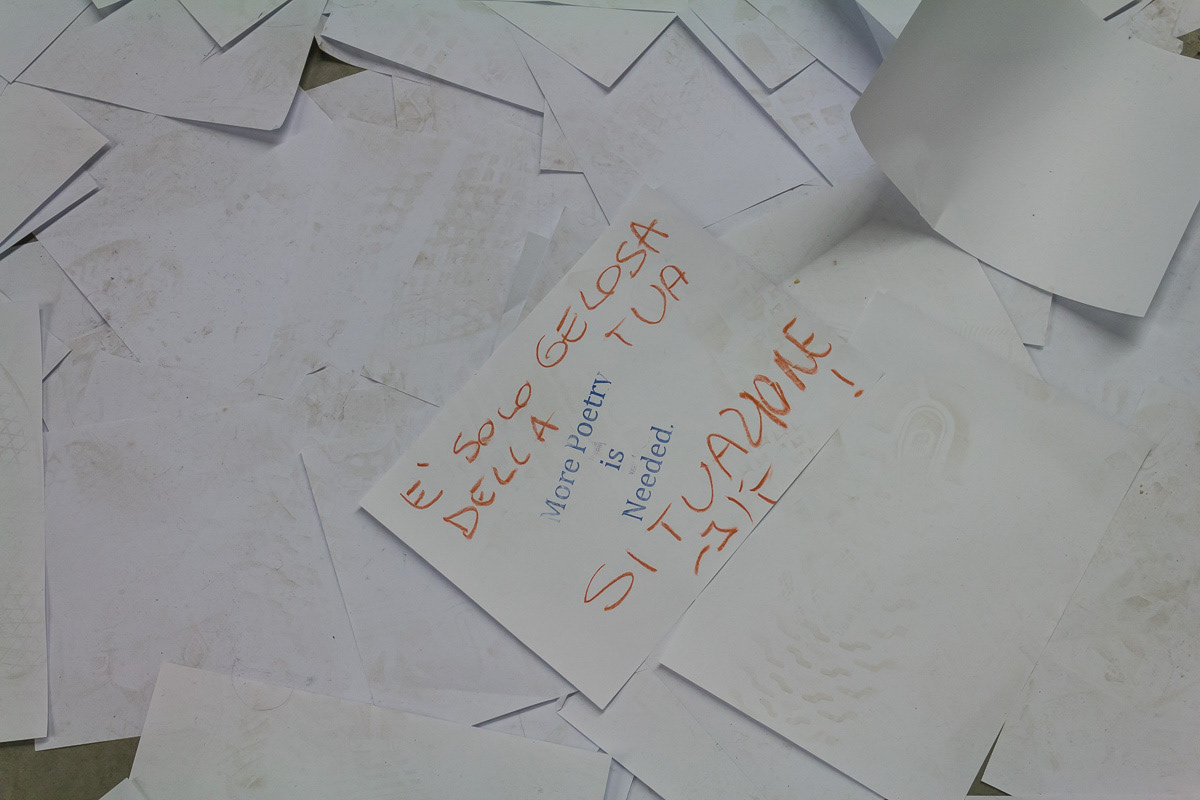 E' SOLO GELOSA
DELLA TUA
More Poetry
is
Needed.
SITUAZIONE
!